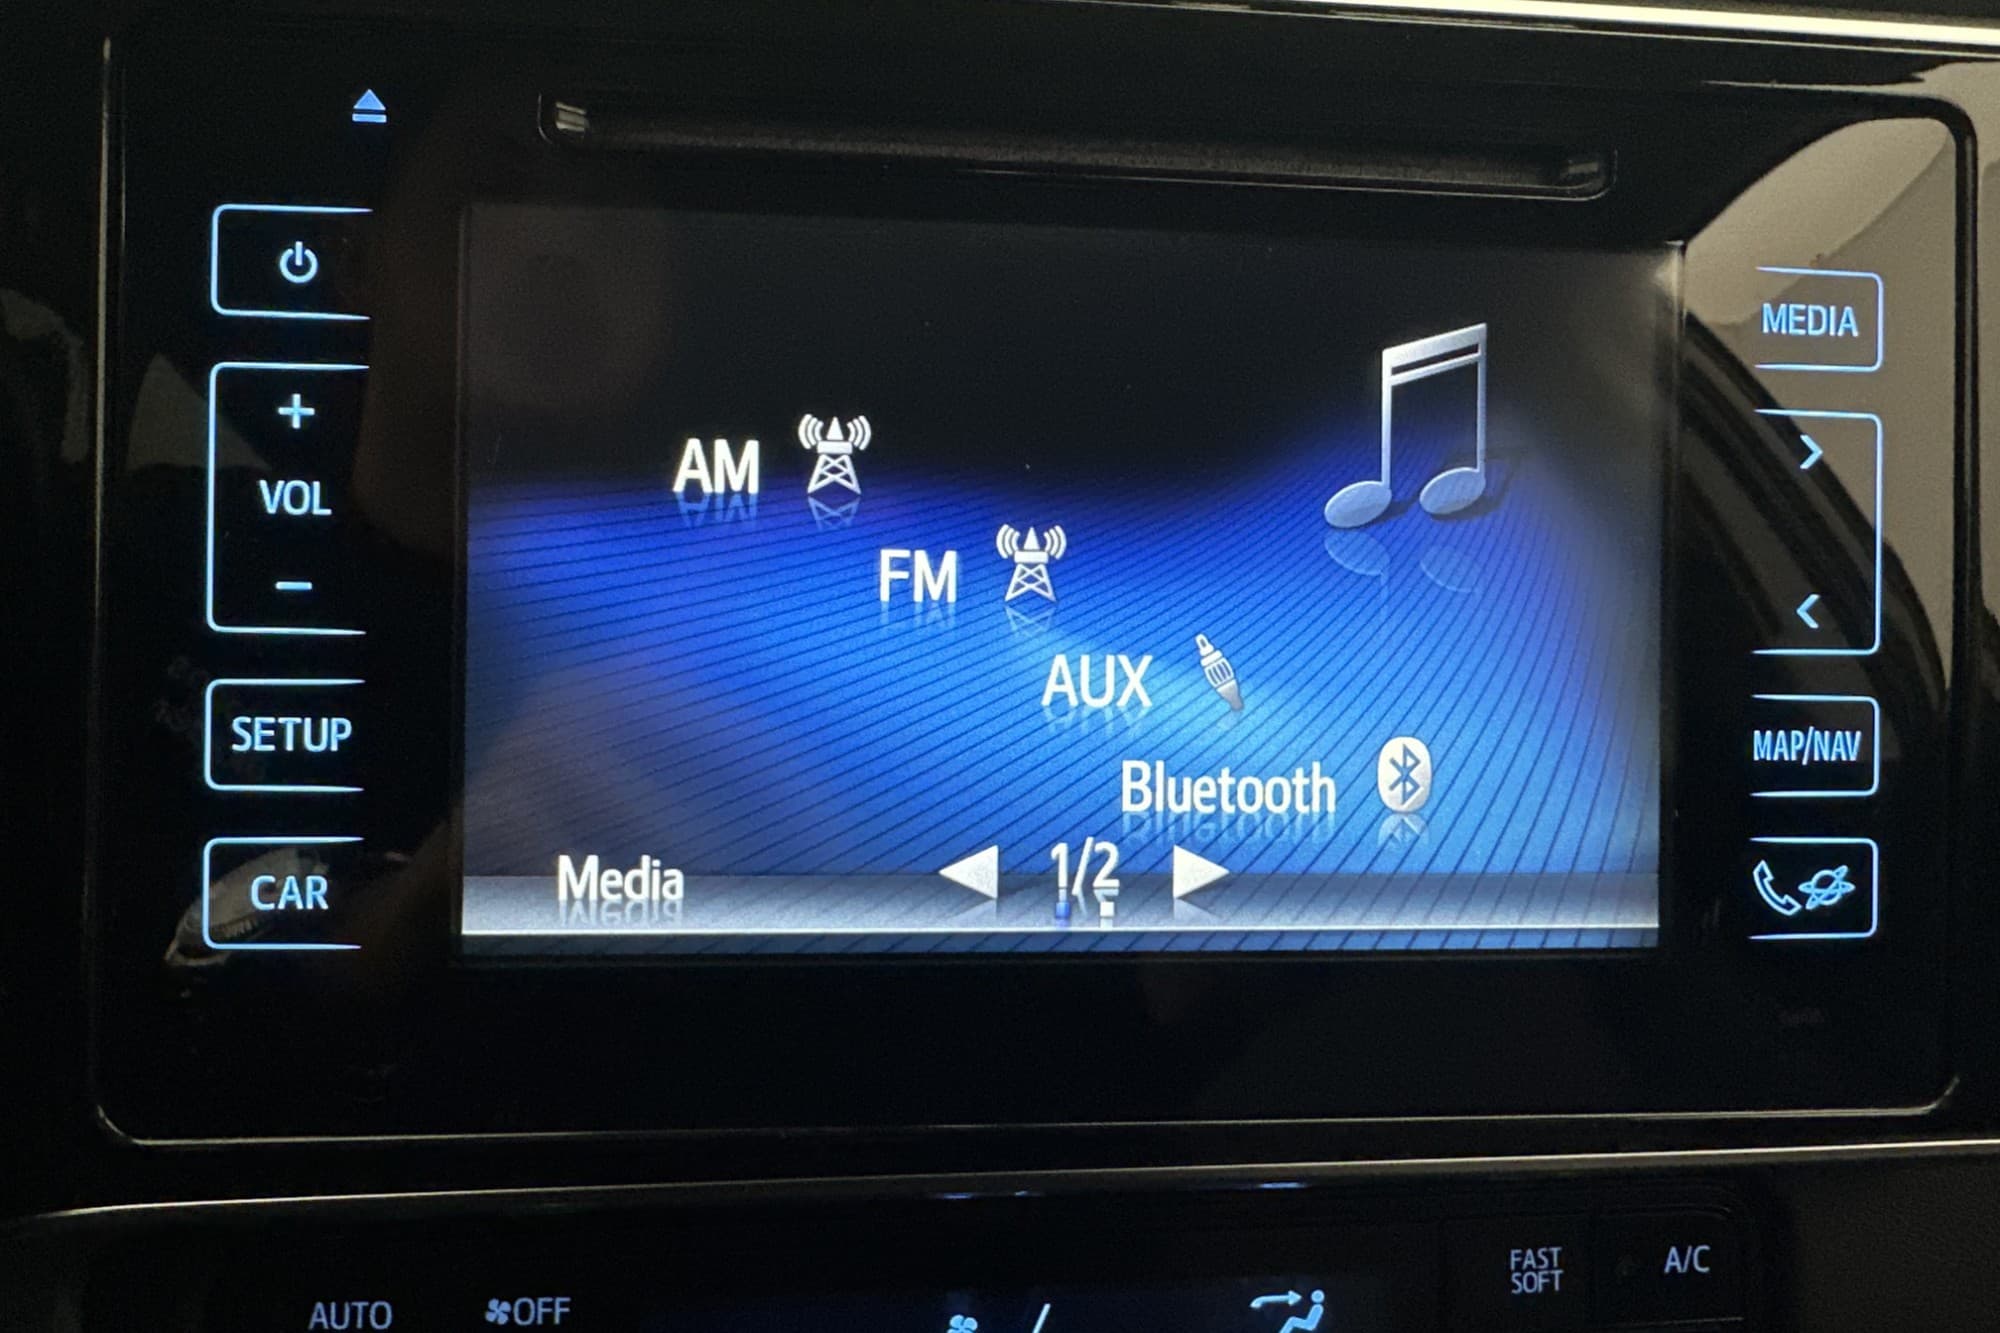 VOL
SETUP
CAR
AM
FM
AUX
Bluetooth
Media
1/2
MEDIA
MAP/NAV
AUTO
OFF
FAST
SOFT
A/C